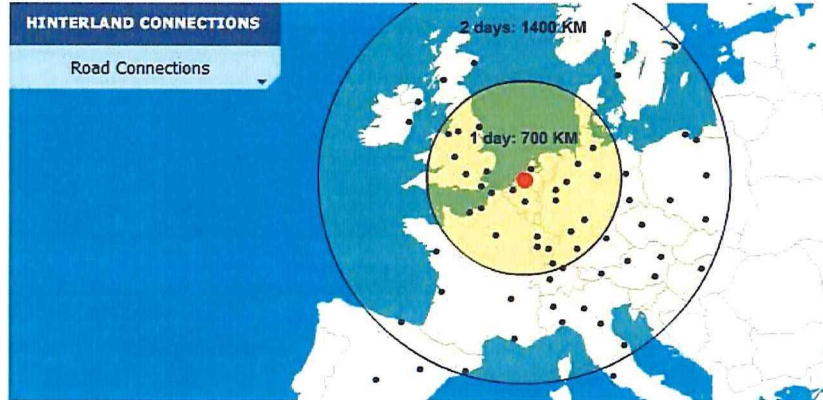 HINTERLAND CONNECTIONS
Road Connections
2 days: 1400 KM
1 day: 700 KM